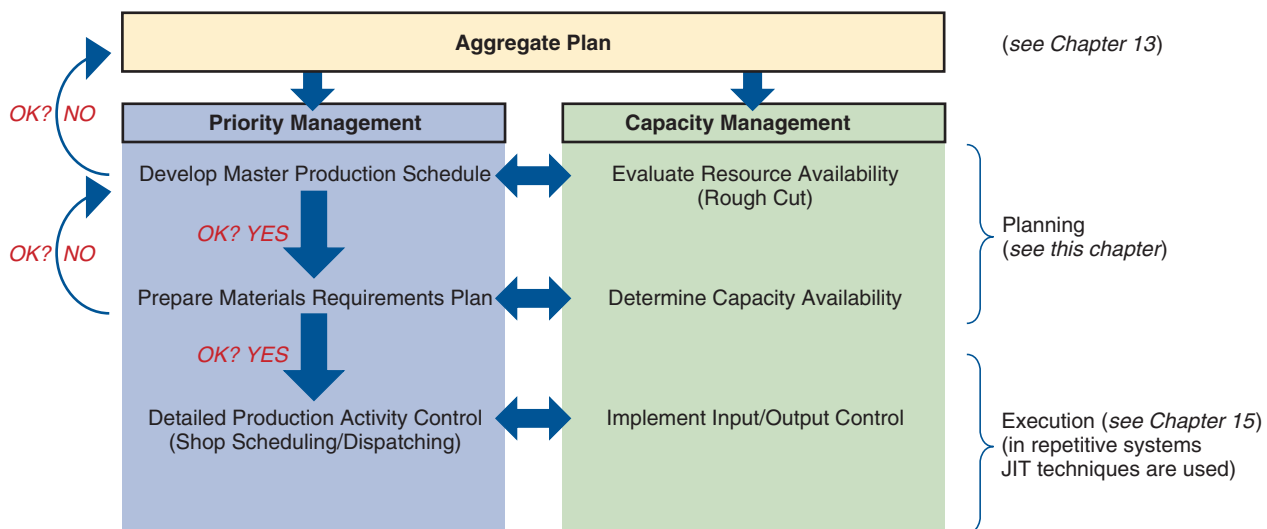 Aggregate Plan
(see Chapter 13)
OK? NO
Priority Management
Capacity Management
Develop Master Production Schedule
Evaluate Resource Availability
(Rough Cut)
OK? YES
OK? NO
Planning
(see this chapter)
Prepare Materials Requirements Plan
Determine Capacity Availability
OK? YES
Detailed Production Activity Control
(Shop Scheduling/Dispatching)
Implement Input/Output Control
Execution (see Chapter 15)
(in repetitive systems
JIT techniques are used)